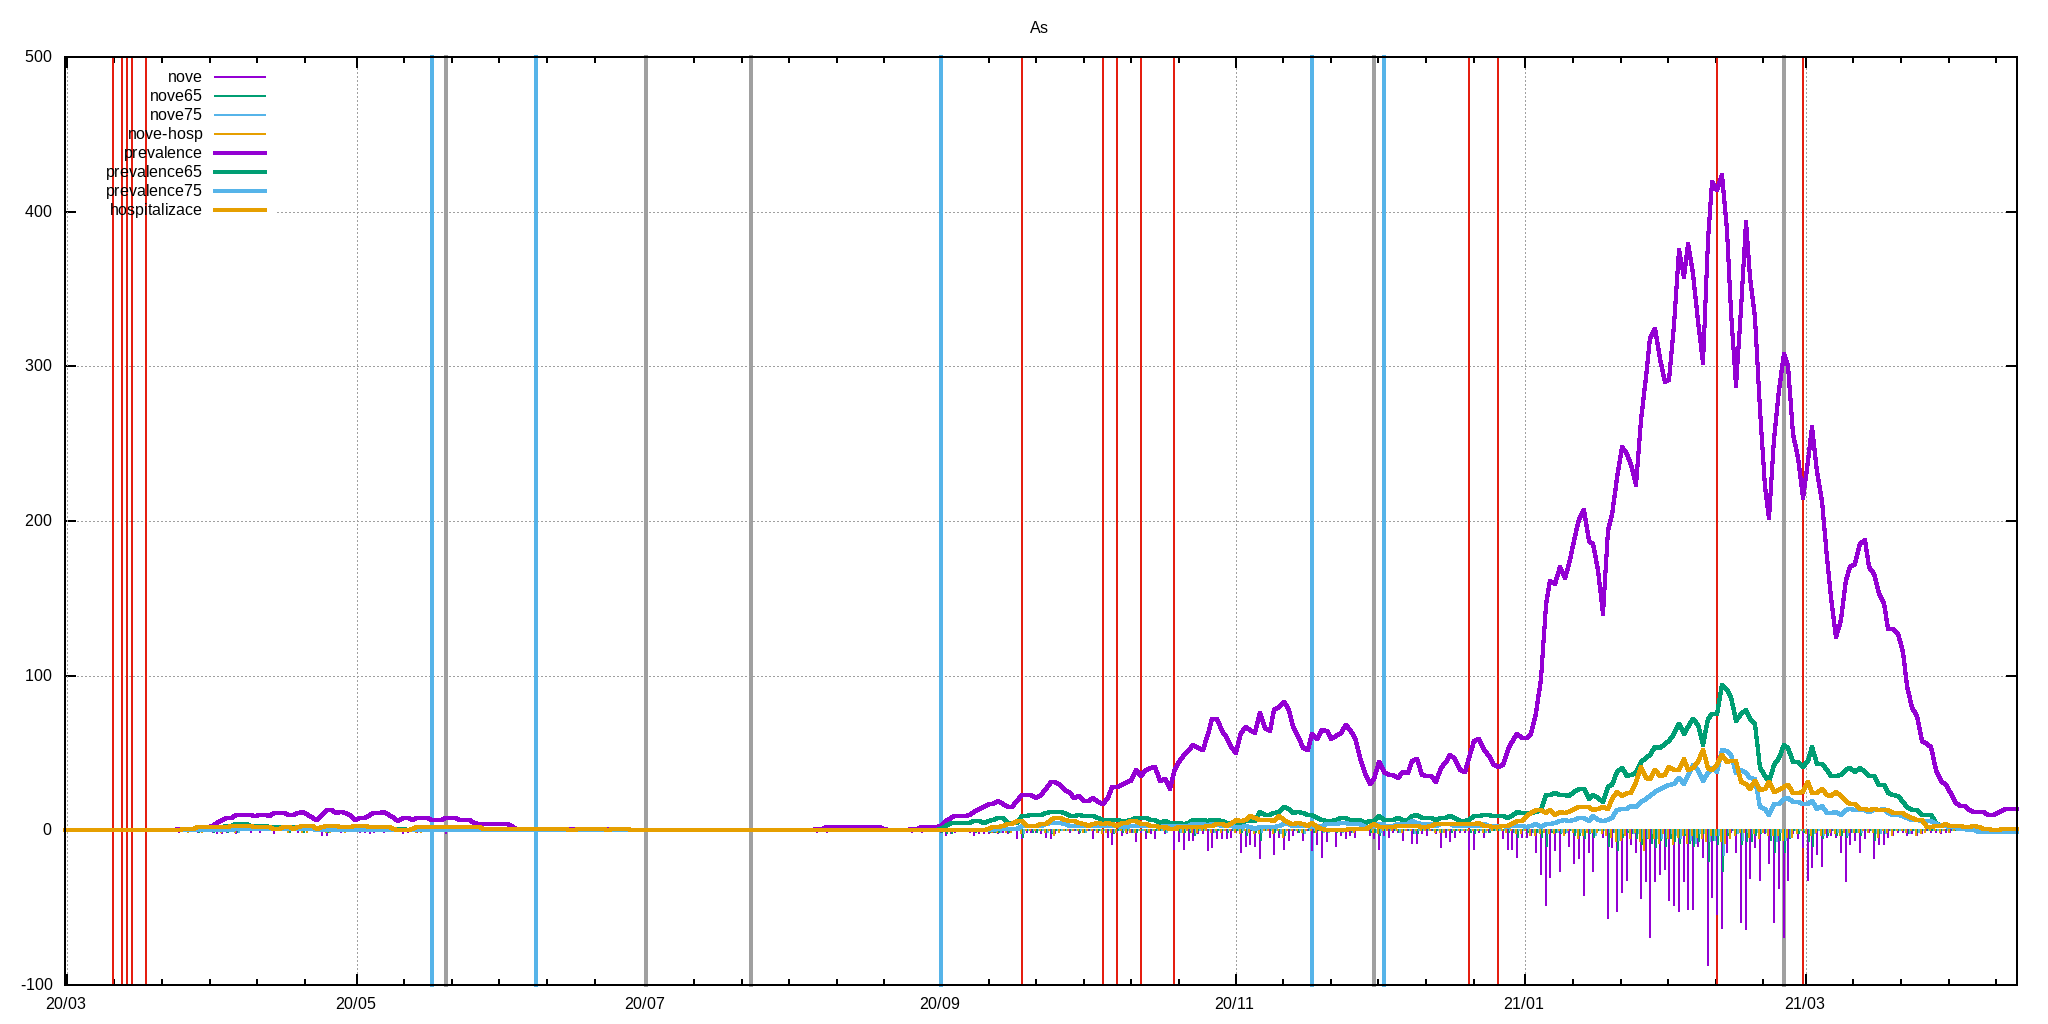 As
500
nove
nove65
nove75
nove-hosp
prevalence
prevalence65
prevalence75
hospitalizace
400
300
200
100
0
-100
20/03 20/05 20/07 20/09 20/11 21/01 21/03